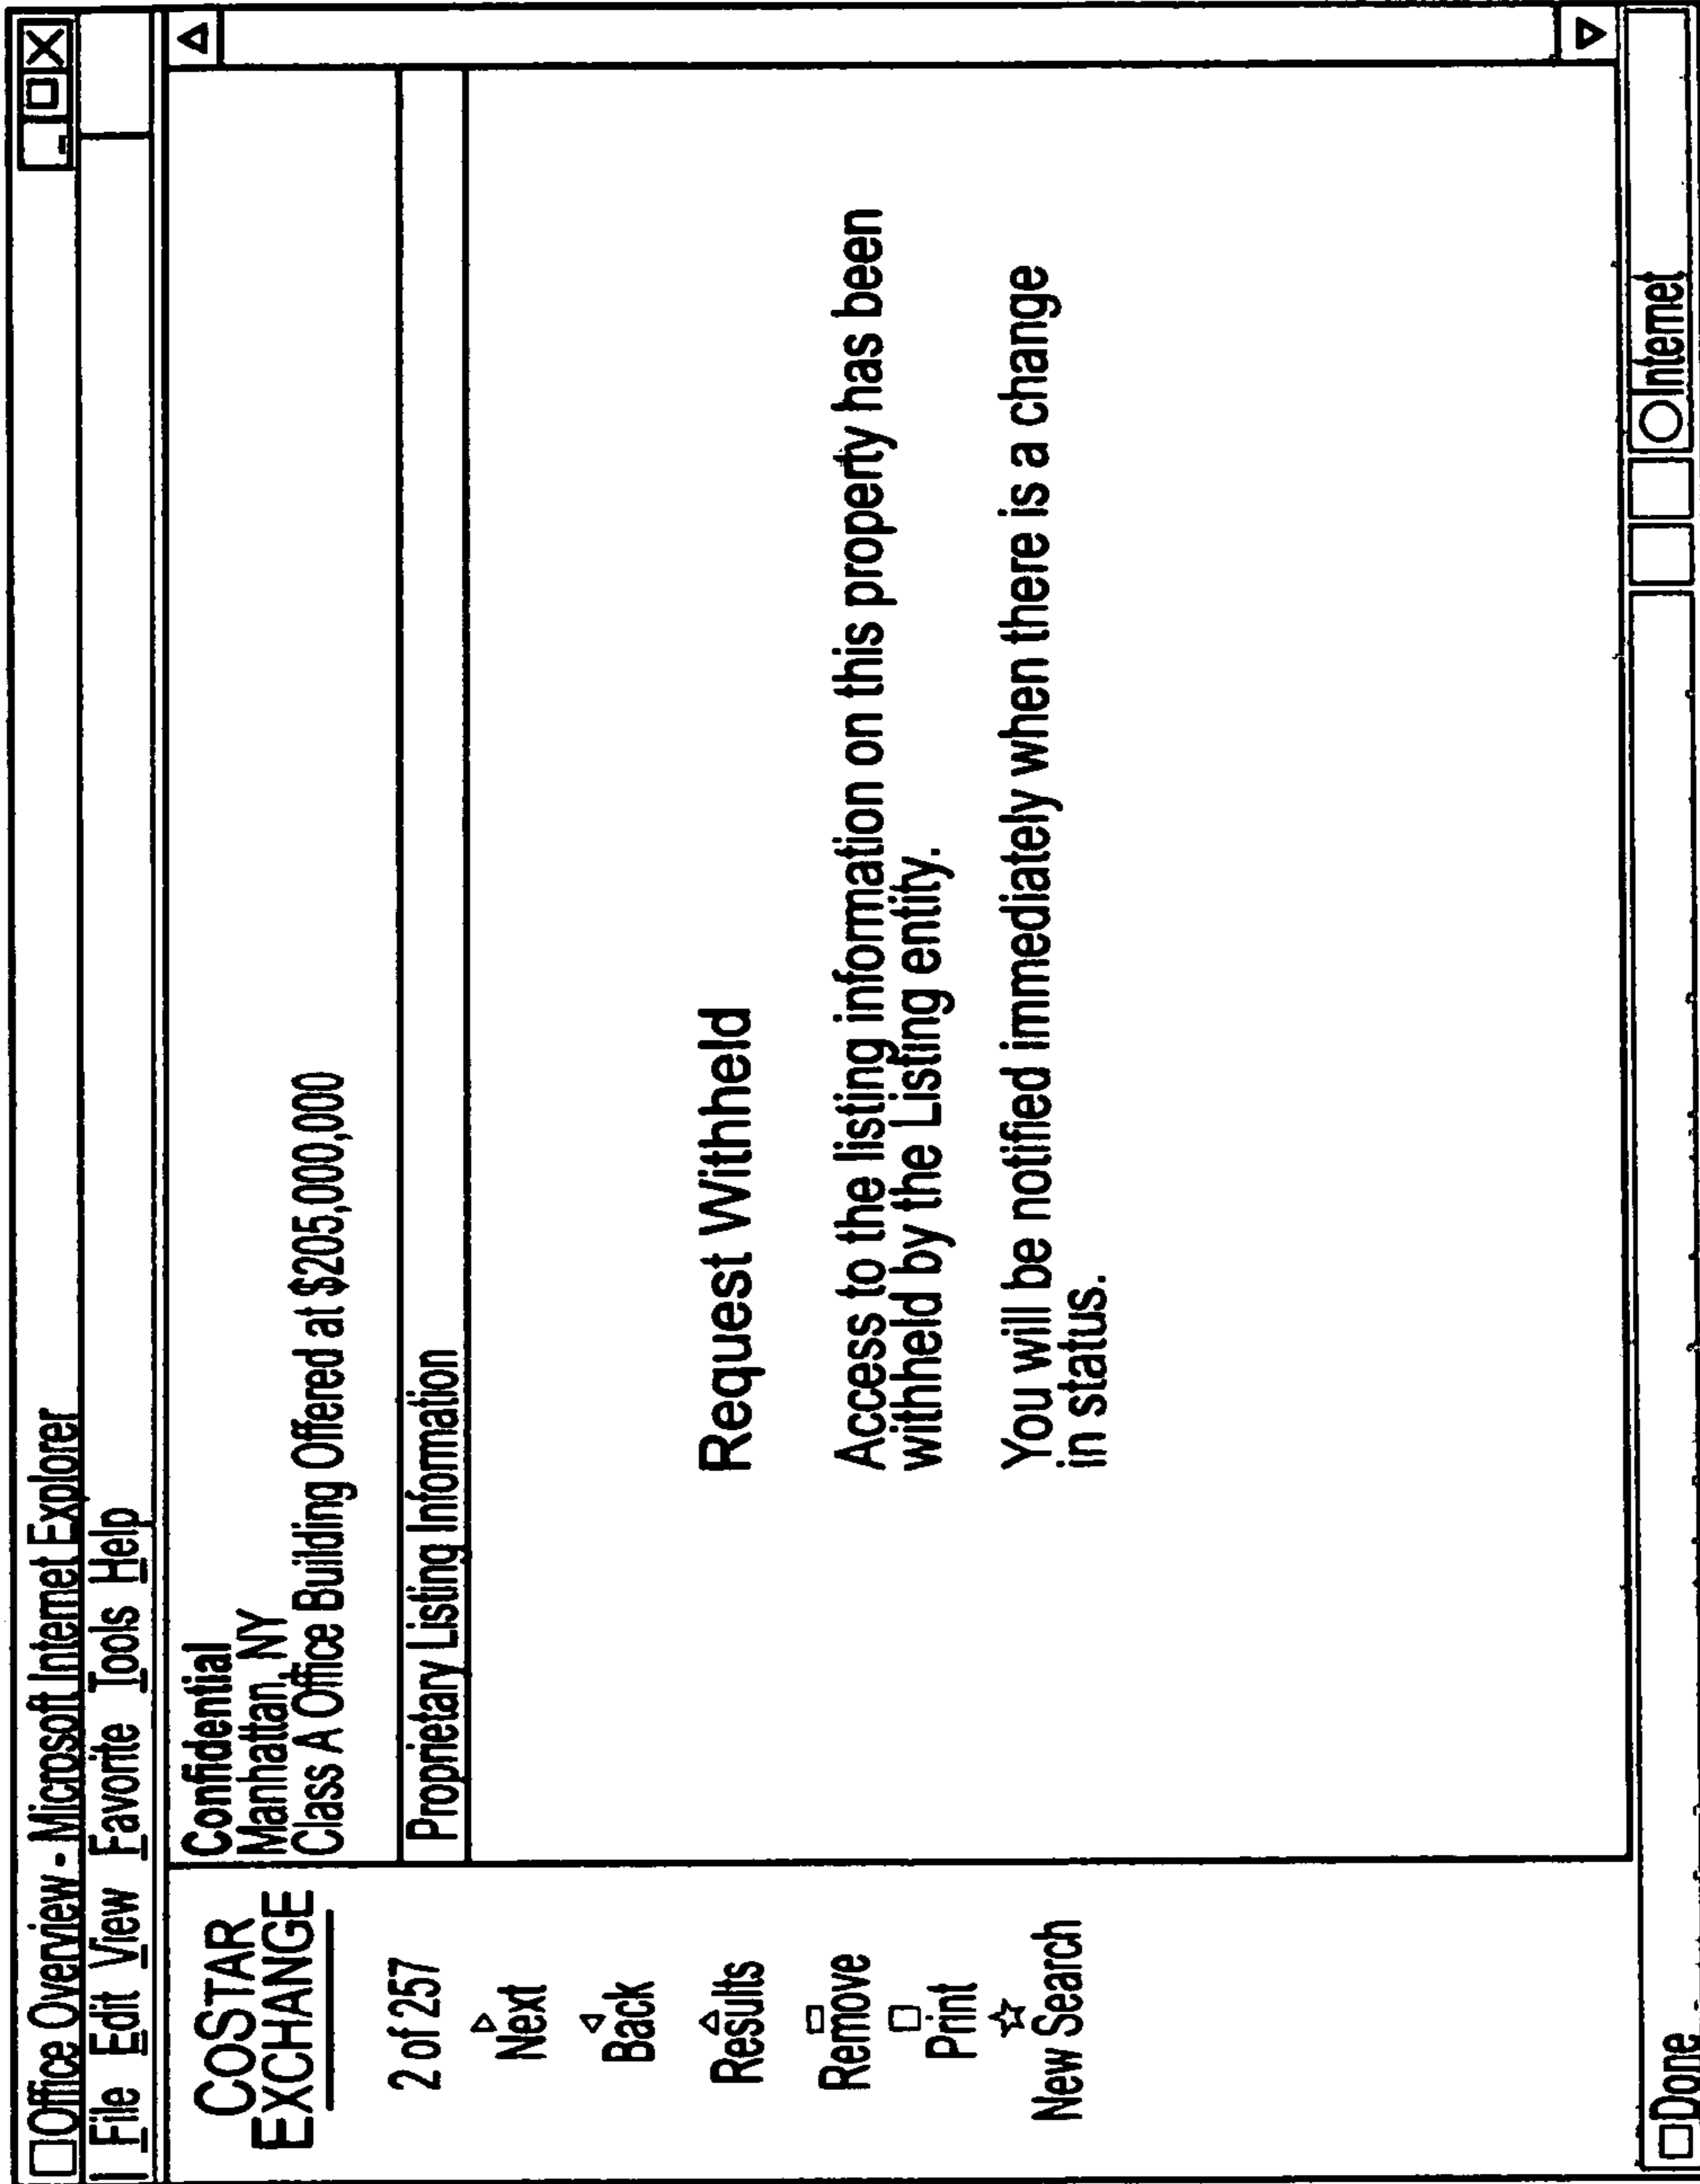 Office Overview - Microsoft Internet Explorer
File Edit View Favorite Tools Help
COSTAR
EXCHANGE
2 of 257
Next
Back
Results
Remove
Print
New Search
Confidential
Manhattan, NY
Class A Office Building Offered at $205,000,000
Proprietary Listing Information
Request Withheld
Access to the listing information on this property has been
withheld by the Listing entity.
You will be notified immediately when there is a change
in status.
Done
Internet